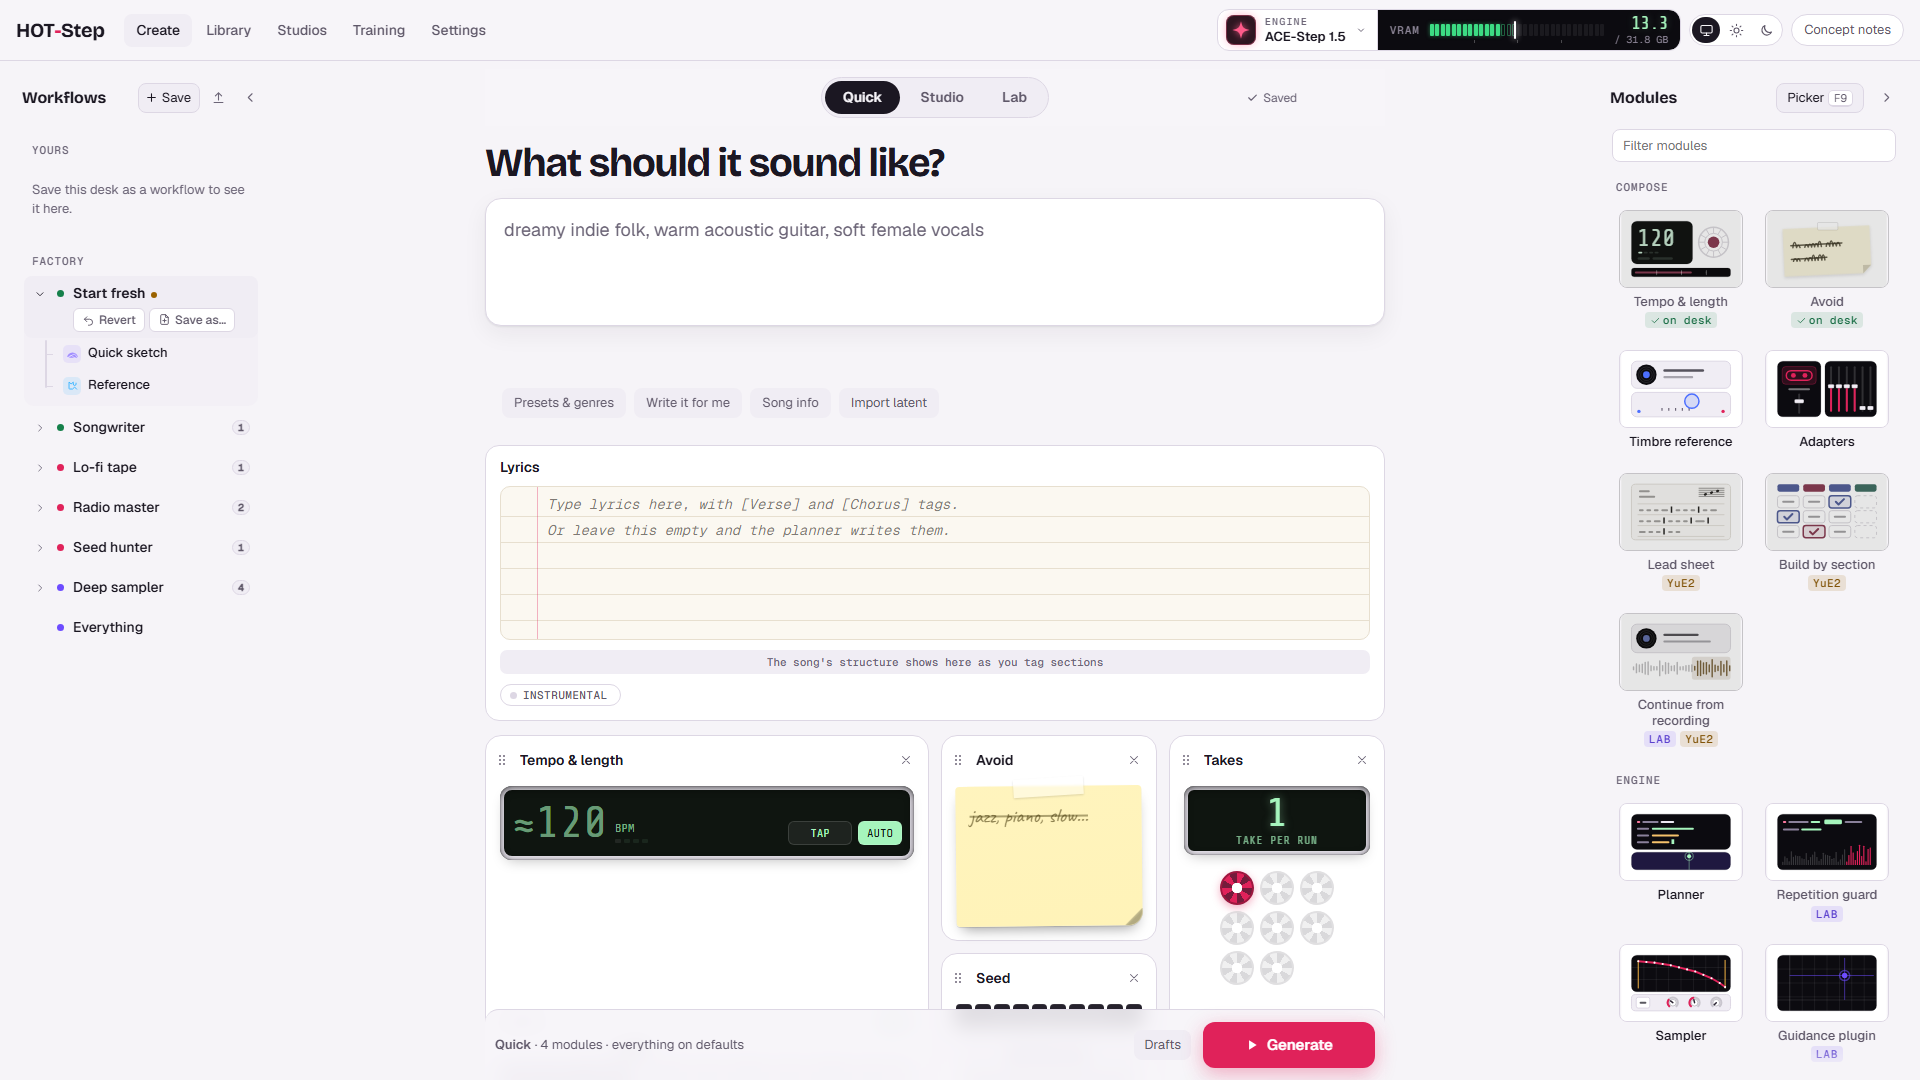 HOT-Step
Create
Library
Studios
Training
Settings
ENGINE
ACE-Step 1.5
VRAM
13.3
/ 31.8 GB
Concept notes
Workflows
+ Save
Quick
Studio
Lab
✓ Saved
Modules
Picker F9
YOURS
Save this desk as a workflow to see
it here.
FACTORY
Start fresh
Revert
Save as…
Quick sketch
Reference
Songwriter 1
Lo-fi tape 1
Radio master 2
Seed hunter 1
Deep sampler 4
Everything
What should it sound like?
dreamy indie folk, warm acoustic guitar, soft female vocals
Presets & genres
Write it for me
Song info
Import latent
Lyrics
Type lyrics here, with [Verse] and [Chorus] tags.
Or leave this empty and the planner writes them.
The song's structure shows here as you tag sections
INSTRUMENTAL
Tempo & length
≈120 BPM
TAP
AUTO
Avoid
jazz, piano, slow...
Seed
Takes
1
TAKE PER RUN
Quick · 4 modules · everything on defaults
Drafts
Generate
Filter modules
COMPOSE
120
Tempo & length
✓ on desk
Avoid
✓ on desk
Timbre reference
Adapters
Lead sheet
YuE2
Build by section
YuE2
Continue from
recording
LAB YuE2
ENGINE
Planner
Repetition guard
LAB
Sampler
Guidance plugin
LAB